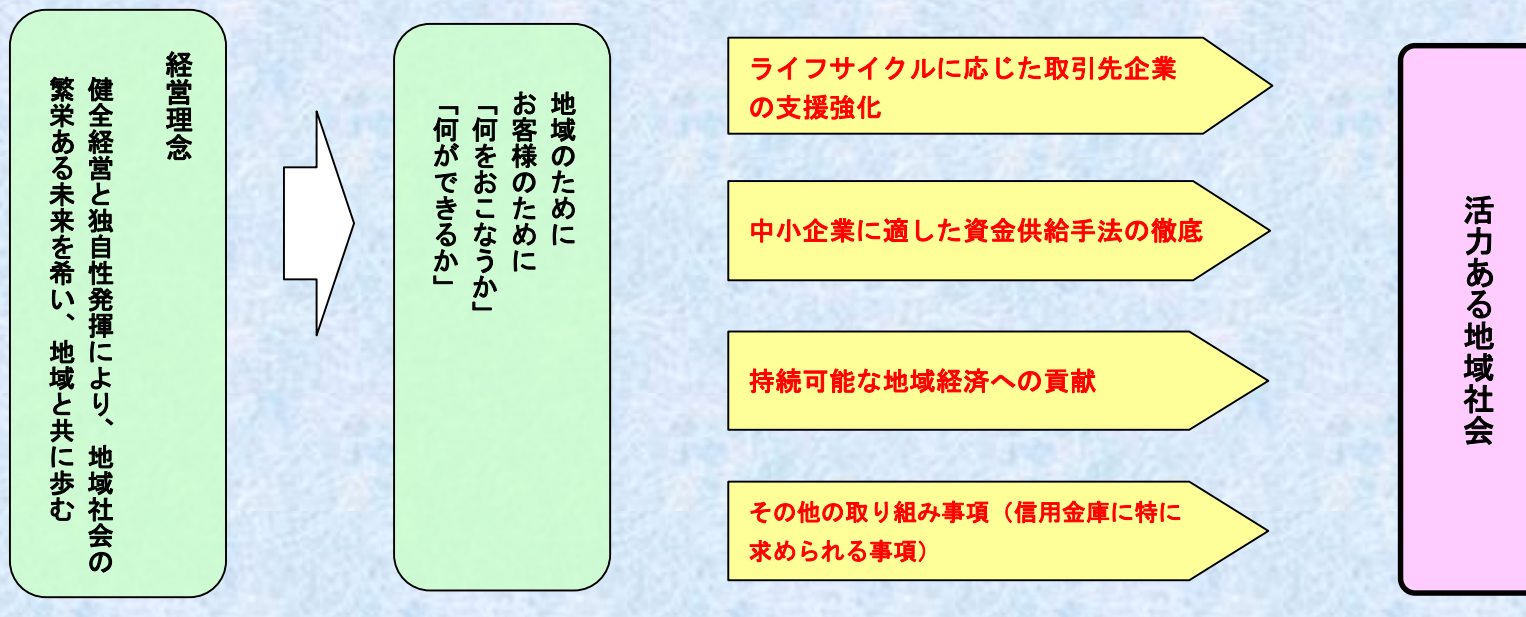 経営理念
健全経営と独自性発揮により、地域社会の
繁栄ある未来を希い、地域と共に歩む
地域のために
お客様のために
「何をおこなうか」
「何ができるか」
ライフサイクルに応じた取引先企業
の支援強化
中小企業に適した資金供給手法の徹底
持続可能な地域経済への貢献
その他の取り組み事項（信用金庫に特に
求められる事項）
活力ある地域社会